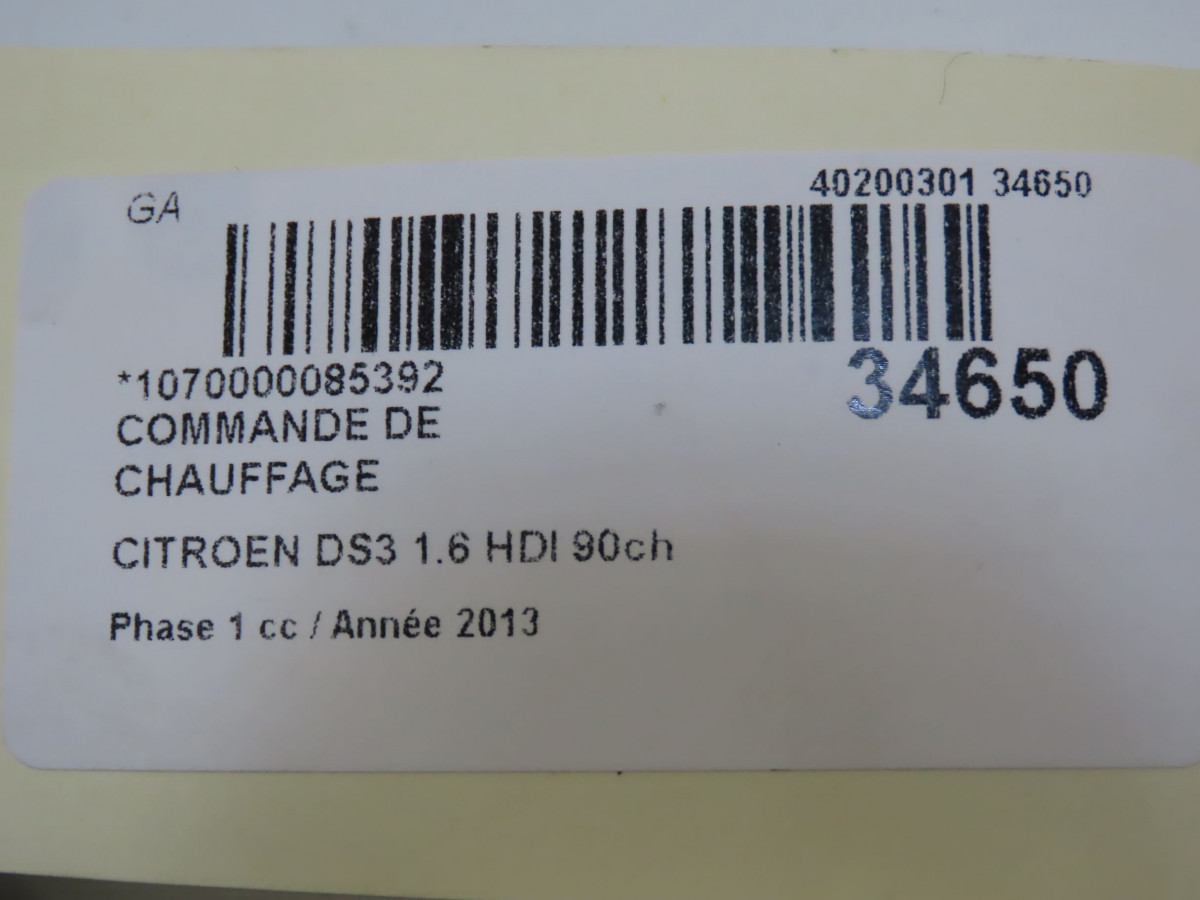 GA
40200301 34650
*1070000085392
34650
COMMANDE DE
CHAUFFAGE
CITROEN DS3 1.6 HDI 90ch
Phase 1 cc / Année 2013